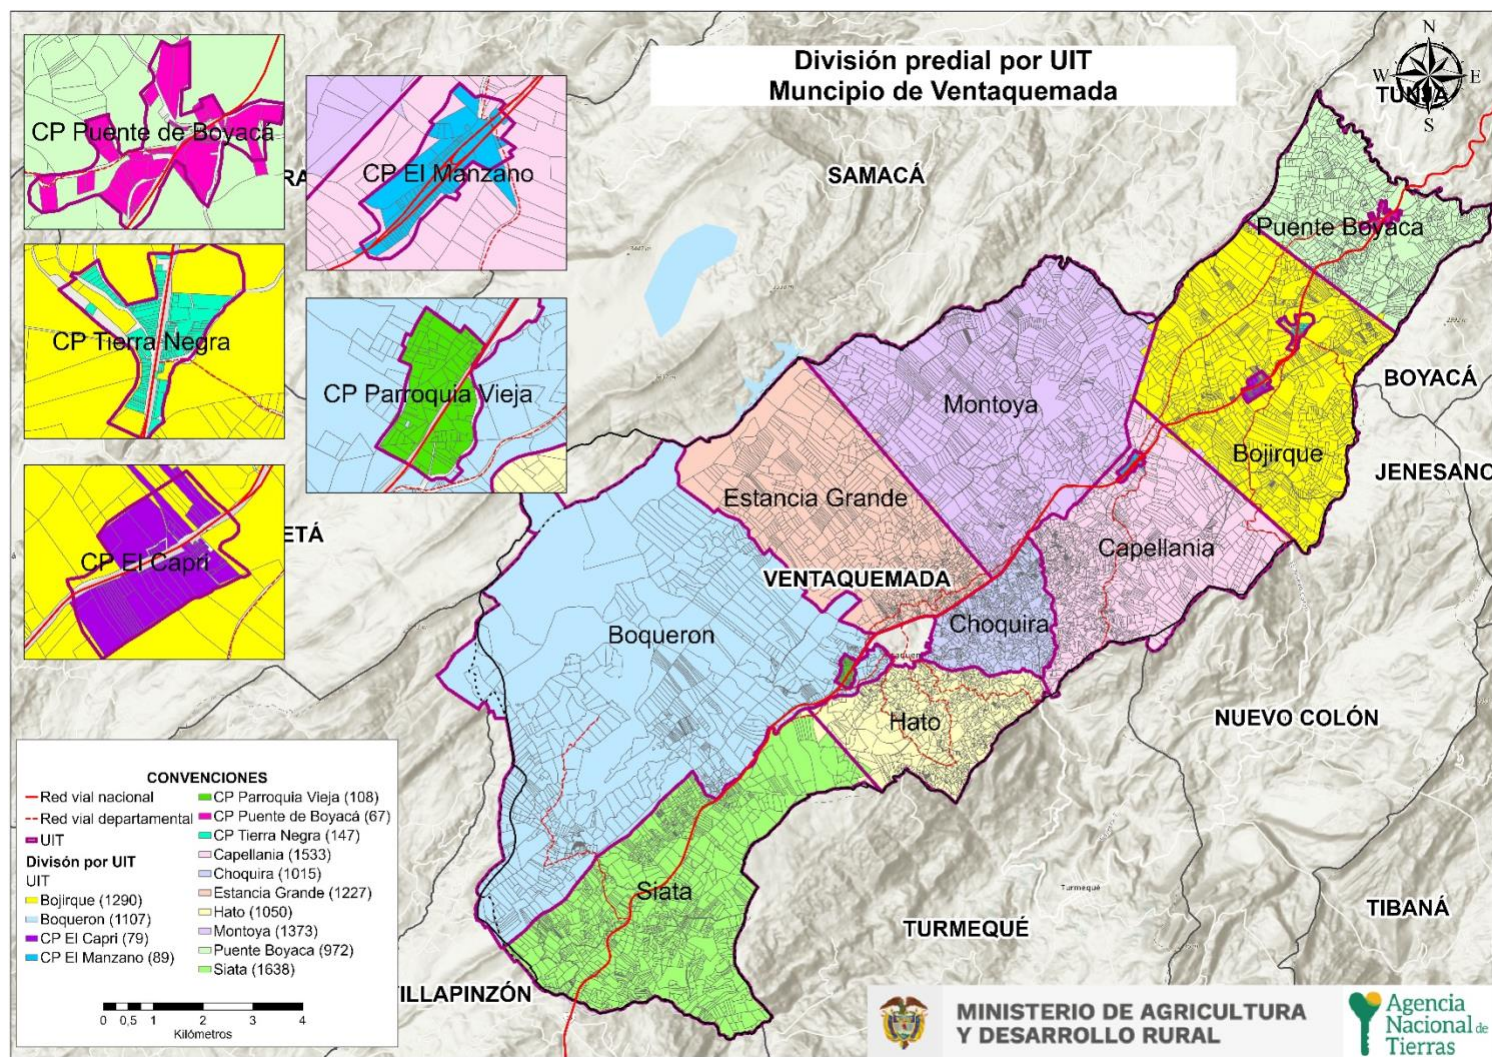 División predial por UIT
Muncipio de Ventaquemada
N
W
E
S
TUNJA
CP Puente de Boyacá
CP El Manzano
RA
SAMACÁ
Puente Boyaca
CP Tierra Negra
CP Parroquia Vieja
BOYACÁ
Montoya
Bojirque
JENESANO
Estancia Grande
CP El Capri
ETÁ
Capellania
VENTAQUEMADA
Boqueron
Choquira
Hato
NUEVO COLÓN
Siata
Turmequé
TIBANÁ
TURMEQUÉ
VILLAPINZÓN
CONVENCIONES
Red vial nacional
Red vial departamental
UIT
Divisón por UIT
UIT
Bojirque (1290)
Boqueron (1107)
CP El Capri (79)
CP El Manzano (89)
CP Parroquia Vieja (108)
CP Puente de Boyacá (67)
CP Tierra Negra (147)
Capellania (1533)
Choquira (1015)
Estancia Grande (1227)
Hato (1050)
Montoya (1373)
Puente Boyaca (972)
Siata (1638)
0 0,5 1 2 3 4
Kilómetros
MINISTERIO DE AGRICULTURA
Y DESARROLLO RURAL
Agencia
Nacional de
Tierras